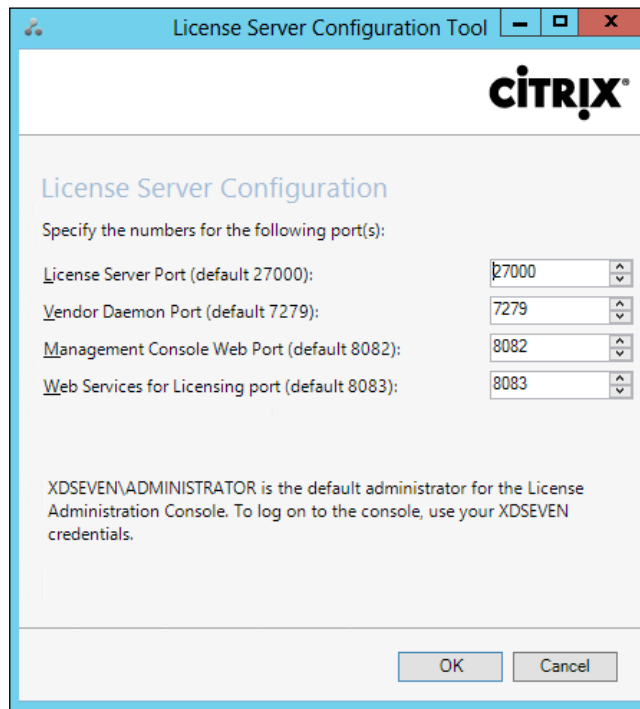 License Server Configuration Tool
CİTRIX®
License Server Configuration
Specify the numbers for the following port(s):
License Server Port (default 27000):
27000
Vendor Daemon Port (default 7279):
7279
Management Console Web Port (default 8082):
8082
Web Services for Licensing port (default 8083):
8083
XDSEVEN\ADMINISTRATOR is the default administrator for the License
Administration Console. To log on to the console, use your XDSEVEN
credentials.
OK
Cancel